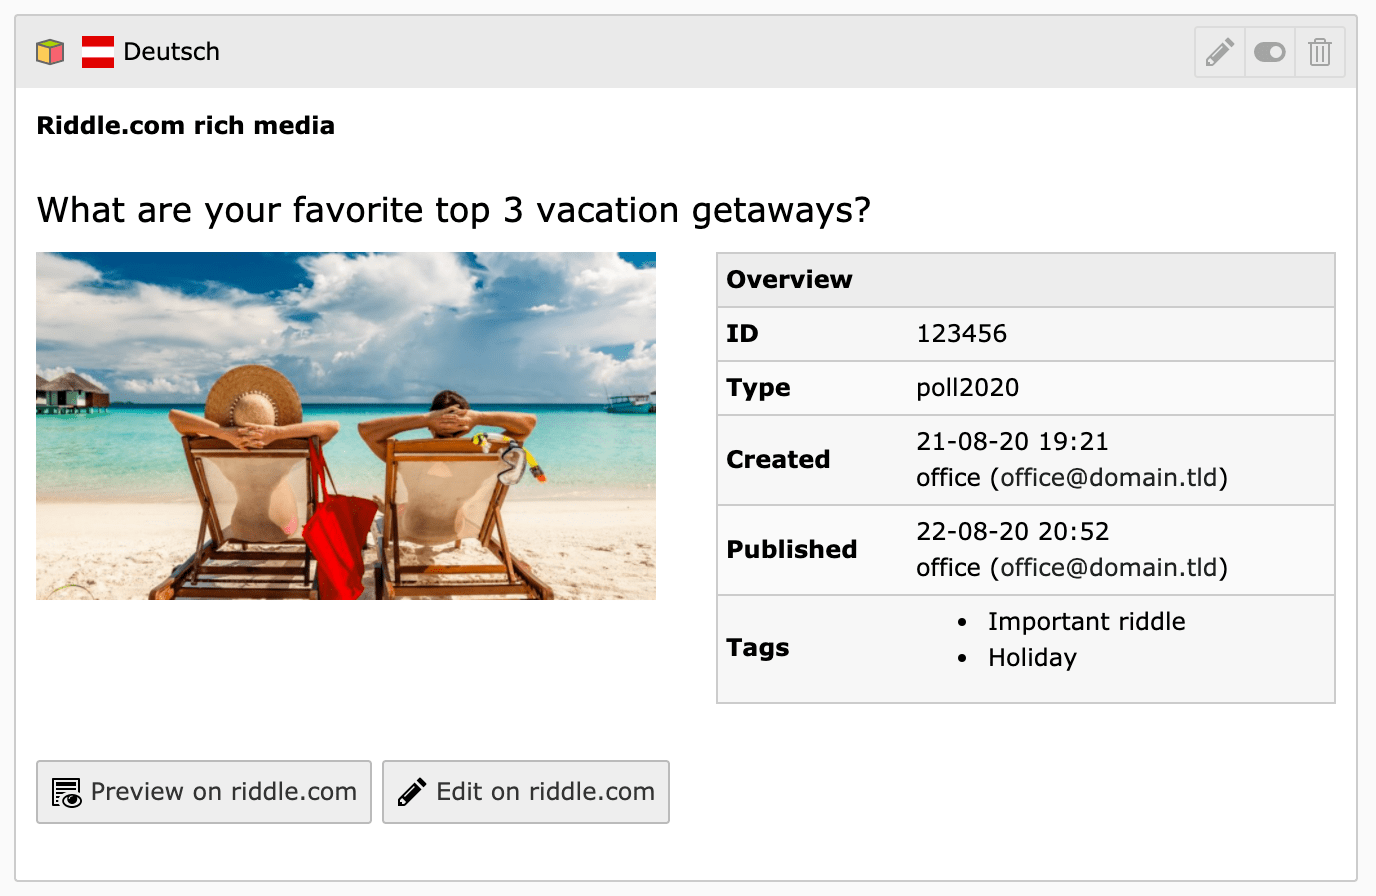 Deutsch
Riddle.com rich media
What are your favorite top 3 vacation getaways?
Overview
ID 123456
Type poll2020
Created 21-08-20 19:21
office (office@domain.tld)
Published 22-08-20 20:52
office (office@domain.tld)
Tags
• Important riddle
• Holiday
Preview on riddle.com Edit on riddle.com